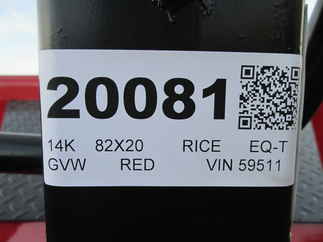 20081
14K 82X20 RICE EQ-T
GVW RED VIN 59511